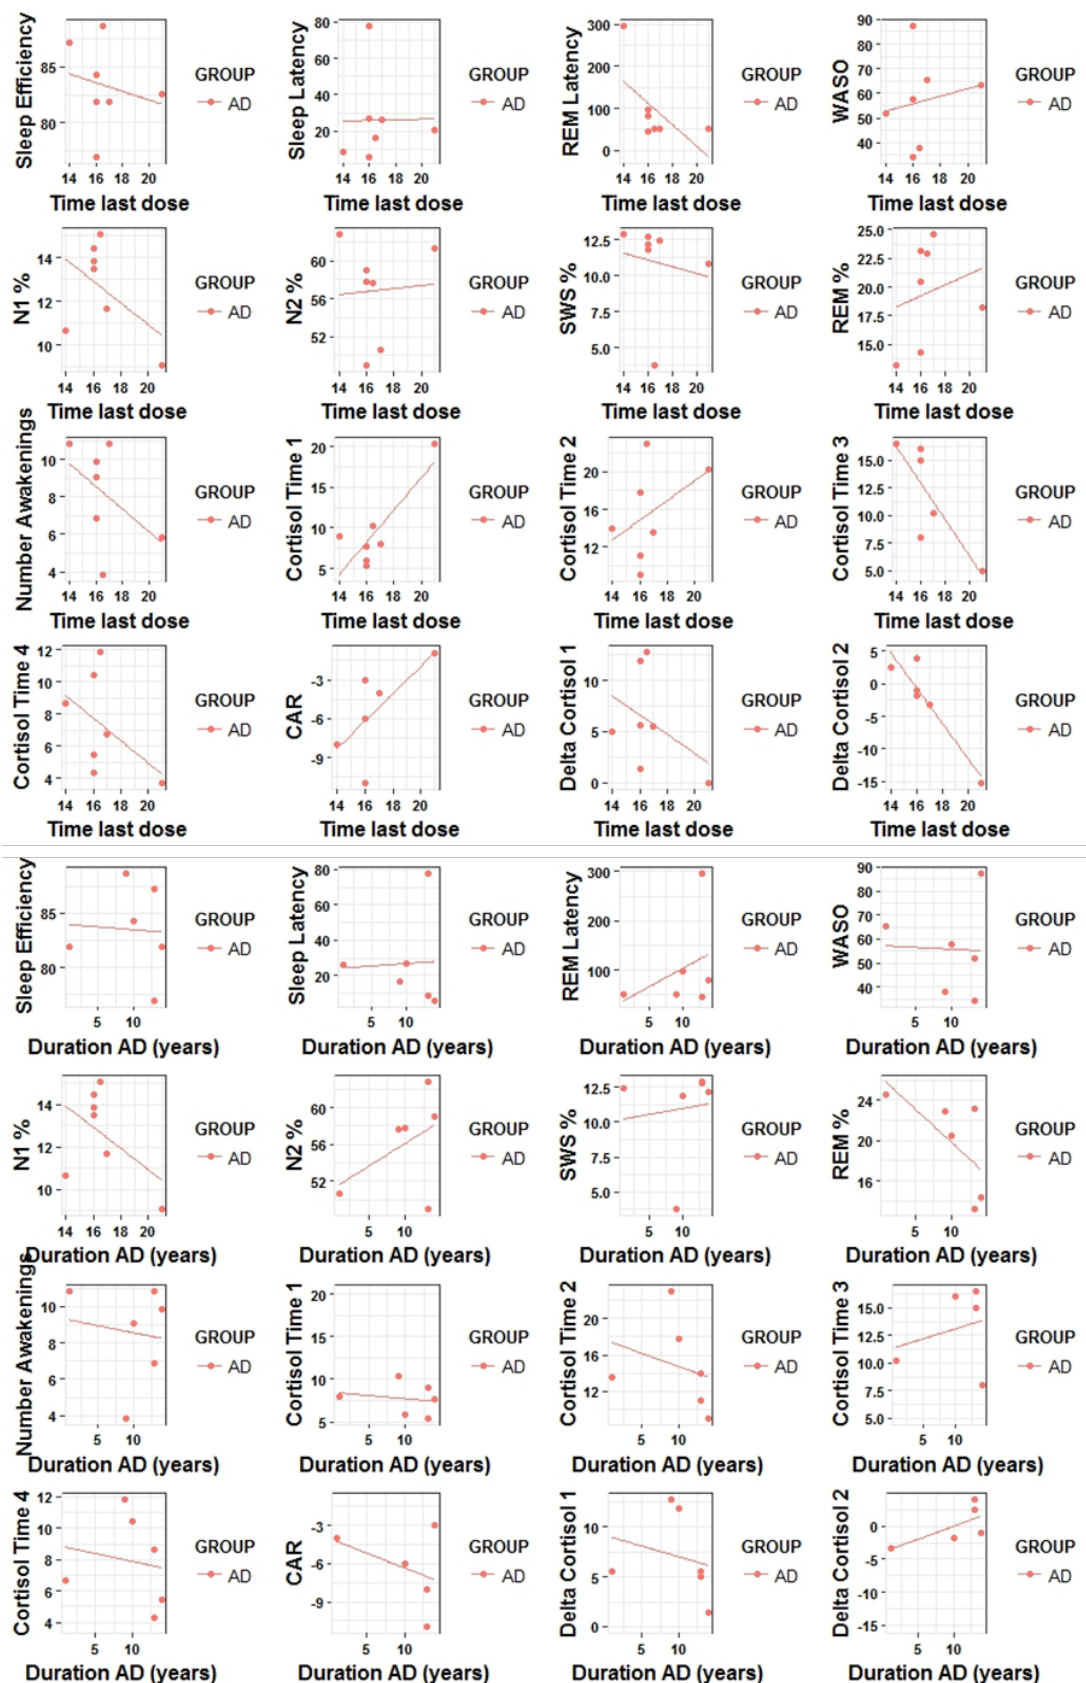 Sleep Efficiency
85
80
14 16 18 20
Time last dose
GROUP
AD
Sleep Latency
80
60
40
20
14 16 18 20
Time last dose
GROUP
AD
REM Latency
300
200
100
0
14 16 18 20
Time last dose
GROUP
AD
WASO
90
80
70
60
50
40
14 16 18 20
Time last dose
GROUP
AD
N1 %
14
12
10
14 16 18 20
Time last dose
GROUP
AD
N2 %
60
56
52
14 16 18 20
Time last dose
GROUP
AD
SWS %
12.5
10.0
7.5
5.0
14 16 18 20
Time last dose
GROUP
AD
REM %
25.0
22.5
20.0
17.5
15.0
14 16 18 20
Time last dose
GROUP
AD
Number Awakenings
10
8
6
4
14 16 18 20
Time last dose
GROUP
AD
Cortisol Time 1
20
15
10
5
14 16 18 20
Time last dose
GROUP
AD
Cortisol Time 2
20
16
12
14 16 18 20
Time last dose
GROUP
AD
Cortisol Time 3
15.0
12.5
10.0
7.5
5.0
14 16 18 20
Time last dose
GROUP
AD
Cortisol Time 4
12
10
8
6
4
14 16 18 20
Time last dose
GROUP
AD
CAR
-3
-6
-9
14 16 18 20
Time last dose
GROUP
AD
Delta Cortisol 1
10
5
0
14 16 18 20
Time last dose
GROUP
AD
Delta Cortisol 2
5
0
-5
-10
-15
14 16 18 20
Time last dose
GROUP
AD
Sleep Efficiency
85
80
5 10
Duration AD (years)
GROUP
AD
Sleep Latency
80
60
40
20
5 10
Duration AD (years)
GROUP
AD
REM Latency
300
200
100
5 10
Duration AD (years)
GROUP
AD
WASO
90
80
70
60
50
40
5 10
Duration AD (years)
GROUP
AD
N1 %
14
12
10
14 16 18 20
Duration AD (years)
GROUP
AD
N2 %
60
56
52
5 10
Duration AD (years)
GROUP
AD
SWS %
12.5
10.0
7.5
5.0
5 10
Duration AD (years)
GROUP
AD
REM %
24
20
16
5 10
Duration AD (years)
GROUP
AD
Number Awakenings
10
8
6
4
5 10
Duration AD (years)
GROUP
AD
Cortisol Time 1
20
15
10
5
5 10
Duration AD (years)
GROUP
AD
Cortisol Time 2
20
16
12
5 10
Duration AD (years)
GROUP
AD
Cortisol Time 3
15.0
12.5
10.0
7.5
5.0
5 10
Duration AD (years)
GROUP
AD
Cortisol Time 4
12
10
8
6
4
5 10
Duration AD (years)
GROUP
AD
CAR
-3
-6
-9
5 10
Duration AD (years)
GROUP
AD
Delta Cortisol 1
10
5
0
5 10
Duration AD (years)
GROUP
AD
Delta Cortisol 2
0
-5
-10
-15
5 10
Duration AD (years)
GROUP
AD